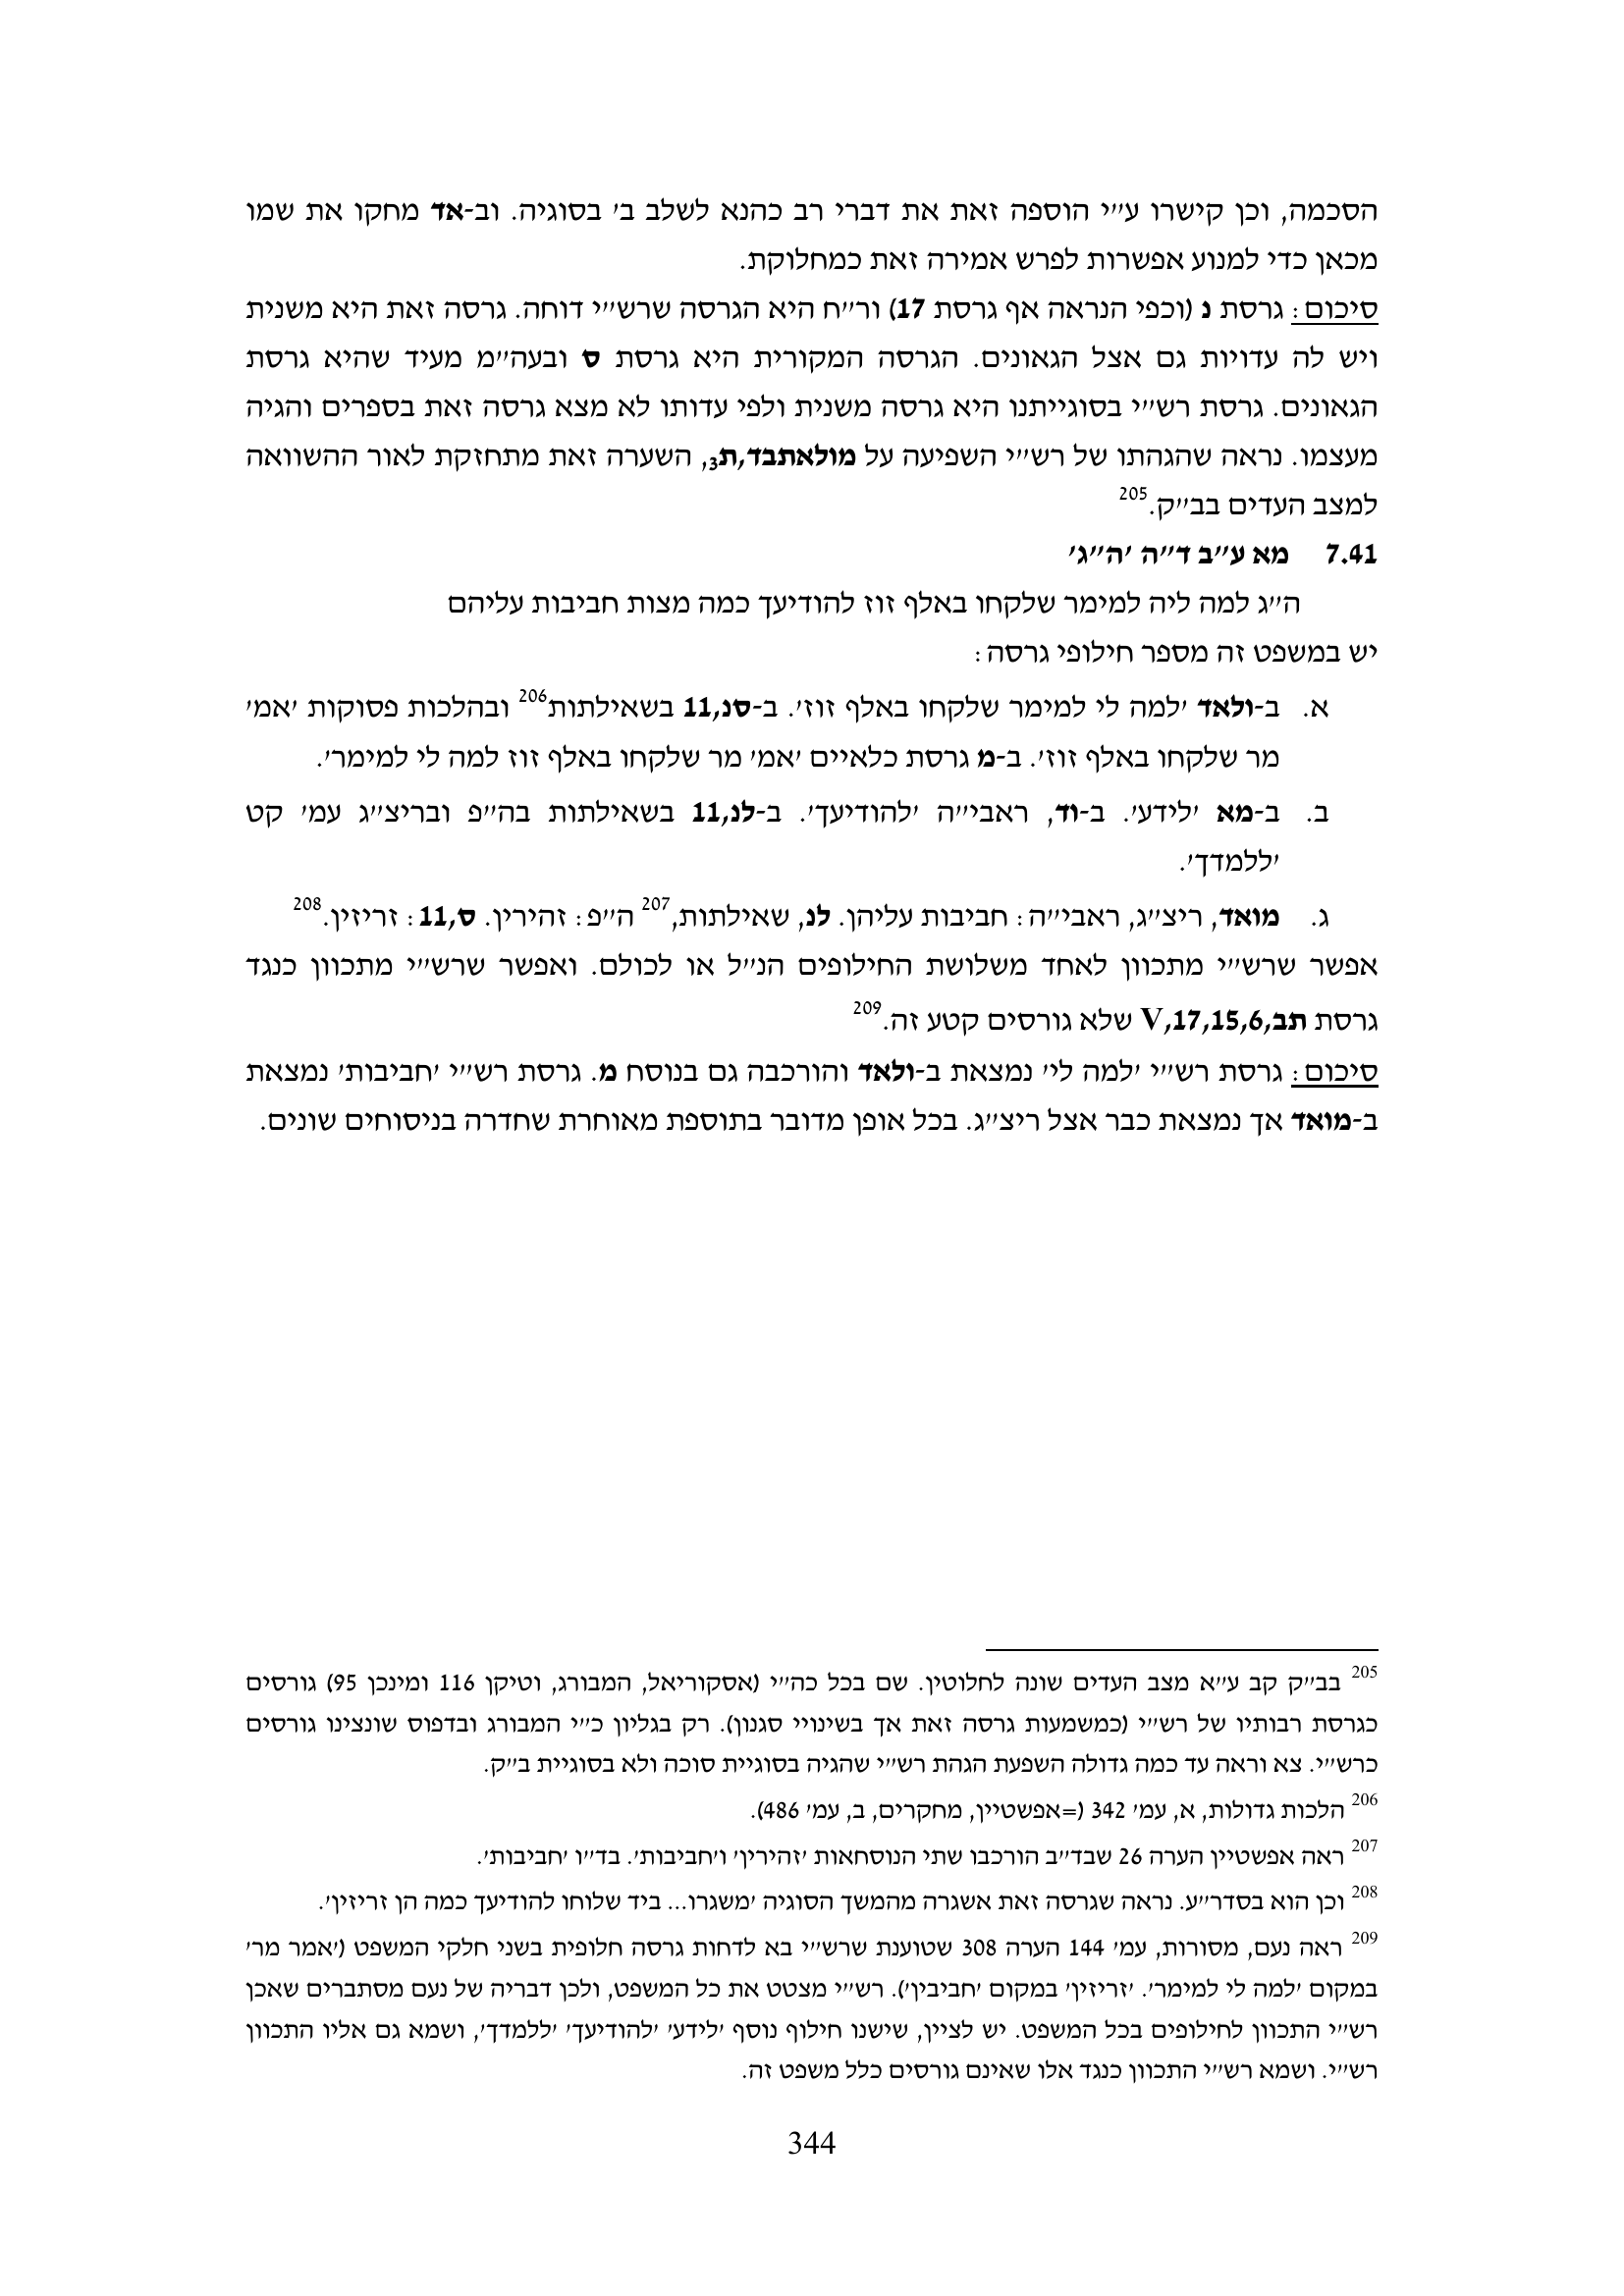 הסכמה, וכן קישרו ע״י הוספה זאת את דברי רב כהנא לשלב ב׳ בסוגיה. וב-אד מחקו את שמו
מכאן כדי למנוע אפשרות לפרש אמירה זאת כמחלוקת.
סיכום: גרסת נ (וכפי הנראה אף גרסת 17) ור״ח היא הגרסה שרש״י דוחה. גרסה זאת היא משנית
ויש לה עדויות גם אצל הגאונים. הגרסה המקורית היא גרסת ס ובעה״מ מעיד שהיא גרסת
הגאונים. גרסת רש״י בסוגייתנו היא גרסה משנית ולפי עדותו לא מצא גרסה זאת בספרים והגיה
מעצמו. נראה שהגהתו של רש״י השפיעה על מולאתבד,ת3, השערה זאת מתחזקת לאור ההשוואה
למצב העדים בב״ק.205
7.41 מא ע״ב ד״ה ׳ה״ג׳
ה״ג למה ליה למימר שלקחו באלף זוז להודיעך כמה מצות חביבות עליהם
יש במשפט זה מספר חילופי גרסה:
א. ב-ולאד ׳למה לי למימר שלקחו באלף זוז׳. ב-סנ,11 בשאילתות206 ובהלכות פסוקות ׳אמ׳
מר שלקחו באלף זוז׳. ב-מ גרסת כלאיים ׳אמ׳ מר שלקחו באלף זוז למה לי למימר׳.
ב. ב-מא ׳לידע׳. ב-וד, ראבי״ה ׳להודיעך׳. ב-לנ,11 בשאילתות בה״פ ובריצ״ג עמ׳ קט
׳ללמדך׳.
ג. מואד, ריצ״ג, ראבי״ה: חביבות עליהן. לנ, שאילתות,207 ה״פ: זהירין. ס,11: זריזין.208
אפשר שרש״י מתכוון לאחד משלושת החילופים הנ״ל או לכולם. ואפשר שרש״י מתכוון כנגד
גרסת תב,V,17,15,6 שלא גורסים קטע זה.209
סיכום: גרסת רש״י ׳למה לי׳ נמצאת ב-ולאד והורכבה גם בנוסח מ. גרסת רש״י ׳חביבות׳ נמצאת
ב-מואד אך נמצאת כבר אצל ריצ״ג. בכל אופן מדובר בתוספת מאוחרת שחדרה בניסוחים שונים.
205 בב״ק קב ע״א מצב העדים שונה לחלוטין. שם בכל כה״י (אסקוריאל, המבורג, וטיקן 116 ומינכן 95) גורסים
כגרסת רבותיו של רש״י (כמשמעות גרסה זאת אך בשינויי סגנון). רק בגליון כ״י המבורג ובדפוס שונצינו גורסים
כרש״י. צא וראה עד כמה גדולה השפעת הגהת רש״י שהגיה בסוגיית סוכה ולא בסוגיית ב״ק.
206 הלכות גדולות, א, עמ׳ 342 (=אפשטיין, מחקרים, ב, עמ׳ 486).
207 ראה אפשטיין הערה 26 שבד״ב הורכבו שתי הנוסחאות ׳זהירין׳ ו׳חביבות׳. בד״ו ׳חביבות׳.
208 וכן הוא בסדר״ע. נראה שגרסה זאת אשגרה מהמשך הסוגיה ׳משגרו... ביד שלוחו להודיעך כמה הן זריזין׳.
209 ראה נעם, מסורות, עמ׳ 144 הערה 308 שטוענת שרש״י בא לדחות גרסה חלופית בשני חלקי המשפט (׳אמר מר׳
במקום ׳למה לי למימר׳. ׳זריזין׳ במקום ׳חביבין׳). רש״י מצטט את כל המשפט, ולכן דבריה של נעם מסתברים שאכן
רש״י התכוון לחילופים בכל המשפט. יש לציין, שישנו חילוף נוסף ׳לידע׳ ׳להודיעך׳ ׳ללמדך׳, ושמא גם אליו התכוון
רש״י. ושמא רש״י התכוון כנגד אלו שאינם גורסים כלל משפט זה.
344